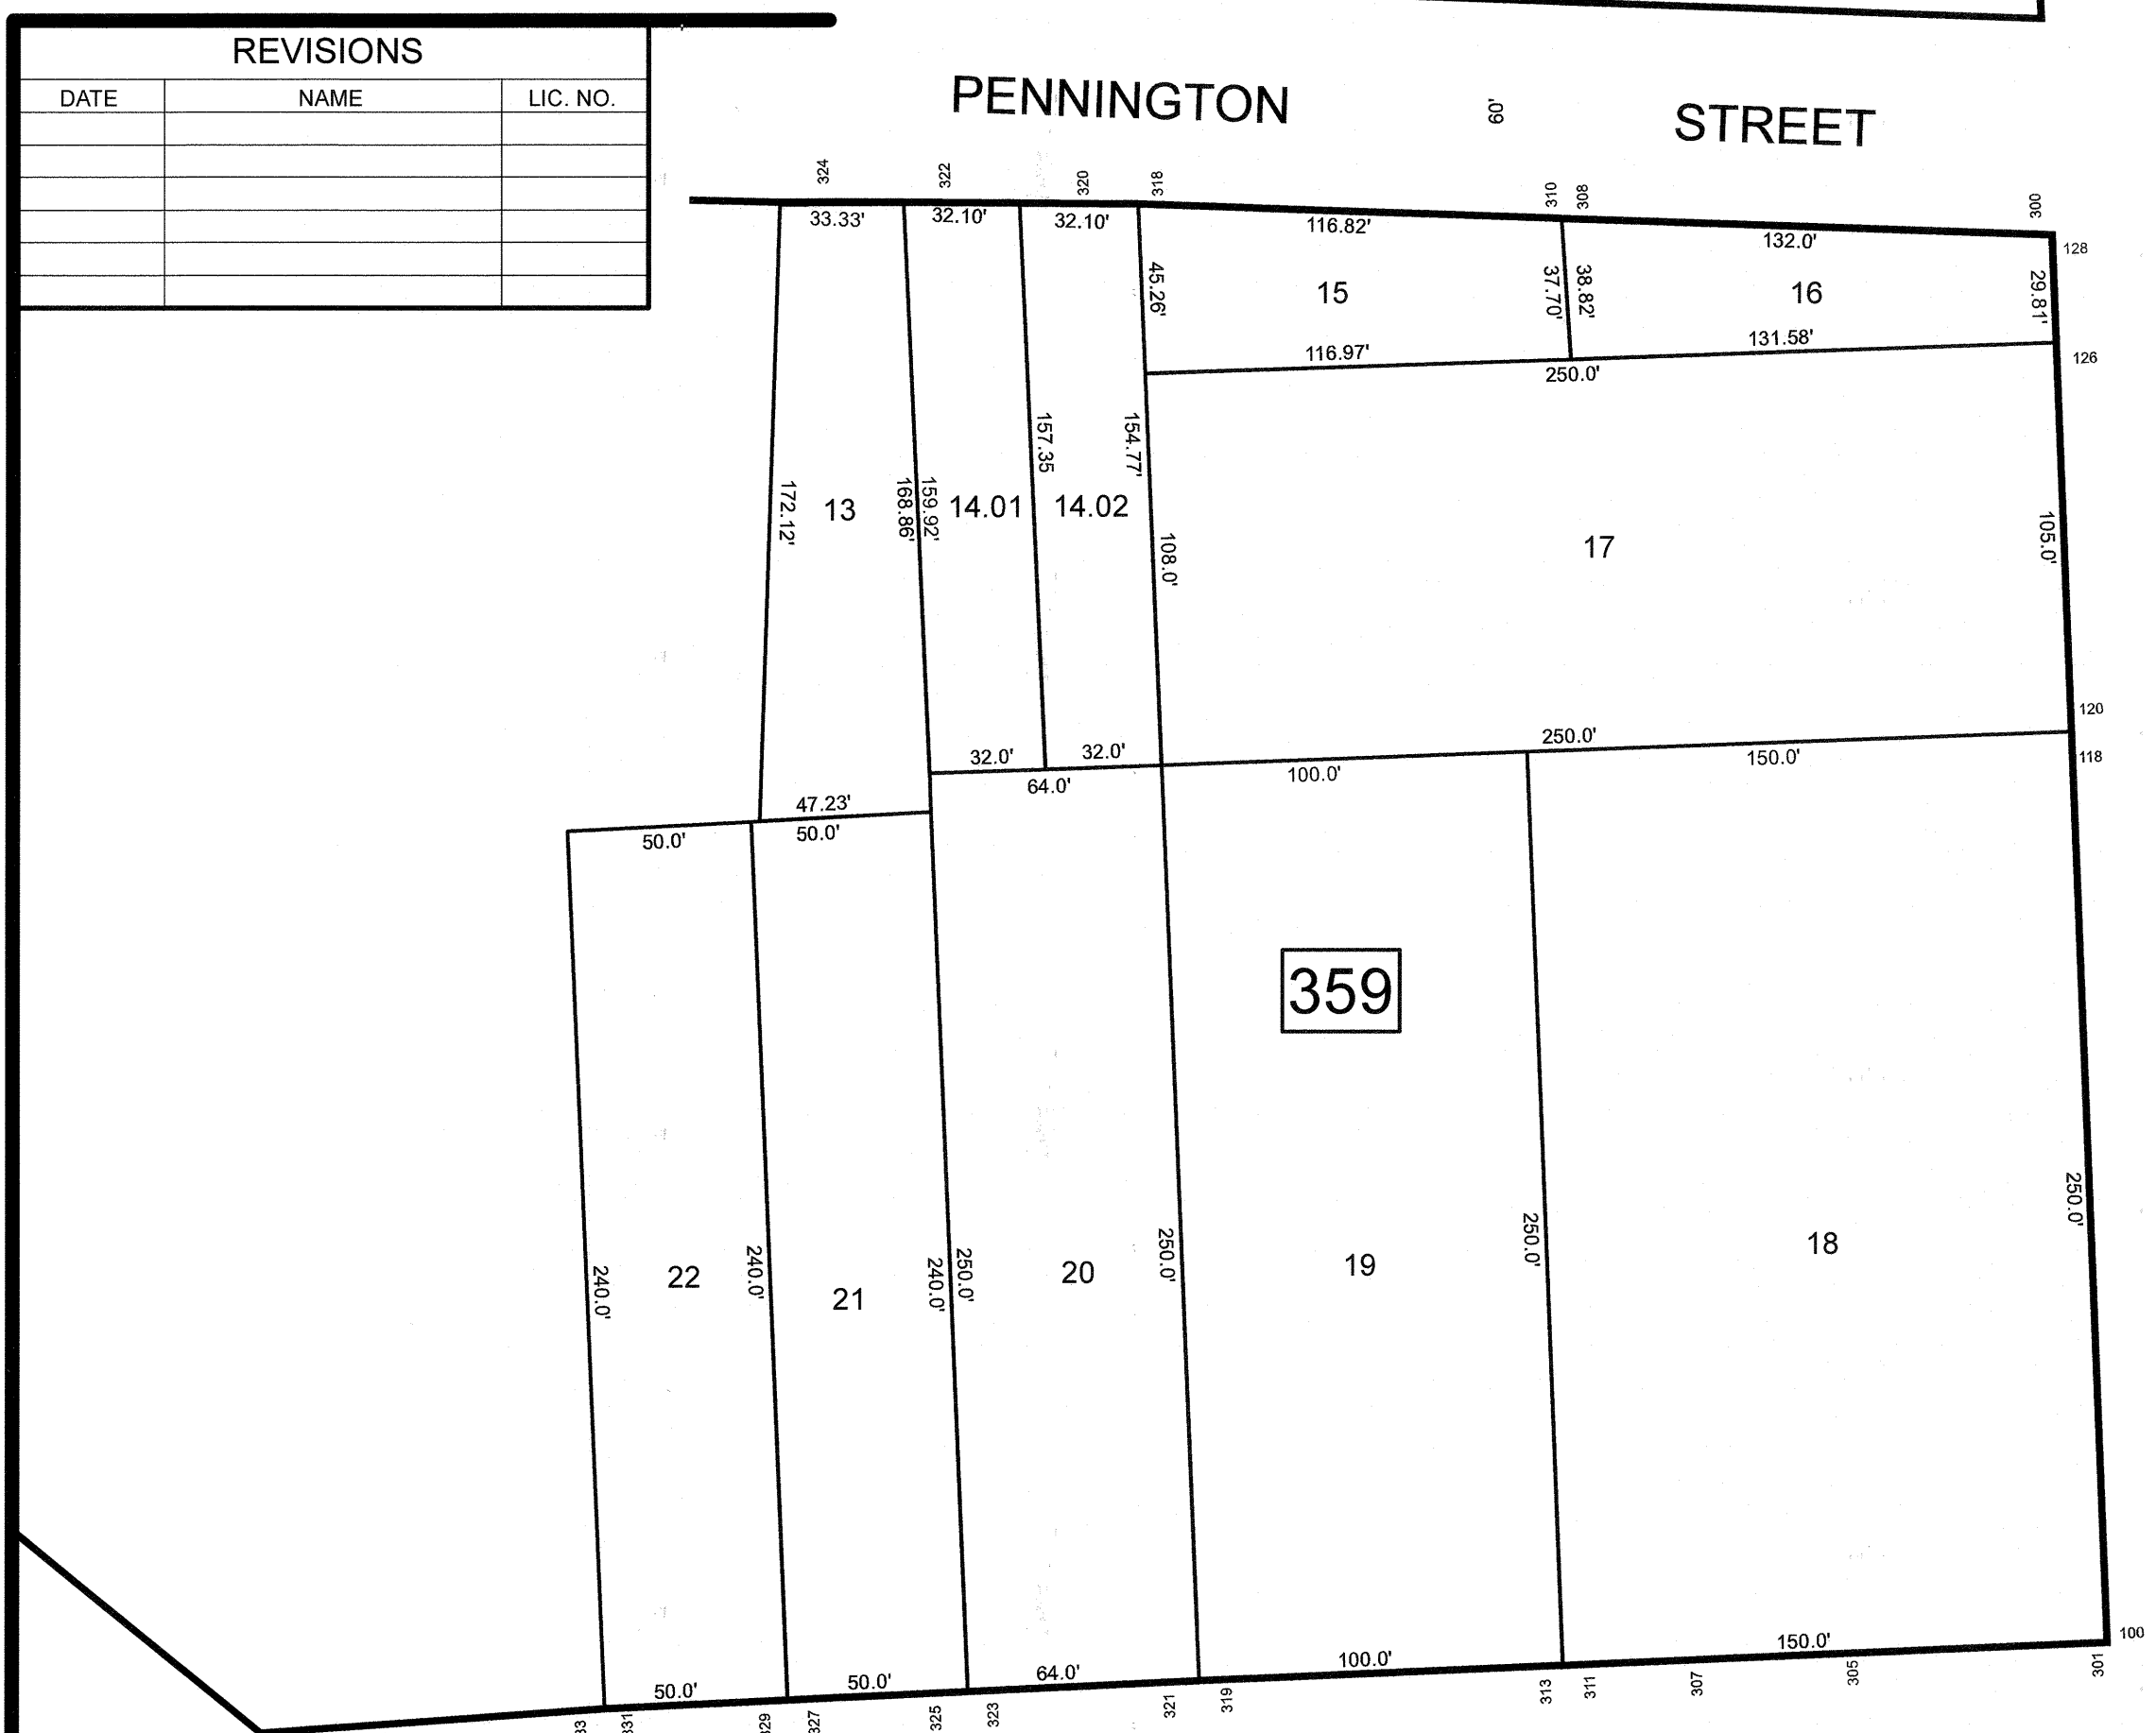 REVISIONS
DATE NAME LIC. NO.
PENNINGTON 60' STREET
324 322 320 318 310 308 300
33.33' 32.10' 32.10' 116.82' 132.0'
128
45.26' 15 37.70' 38.82' 16 29.81'
116.97' 131.58'
126
250.0'
172.12' 13 168.86' 159.92' 14.01 157.35 14.02 154.77' 108.0' 17 105.0'
120
32.0' 32.0' 250.0'
118
64.0' 100.0' 150.0'
47.23'
50.0' 50.0'
359
240.0' 22 240.0' 21 240.0' 250.0' 20 250.0' 19 250.0' 18 250.0'
50.0' 50.0' 64.0' 100.0' 150.0'
100
331 329 327 325 323 321 319 313 311 307 305 301